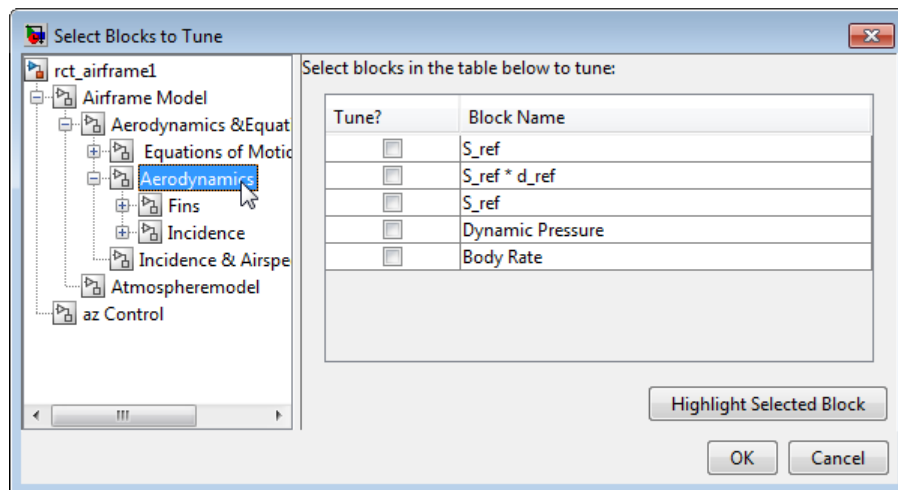 Select Blocks to Tune
rct_airframe1
Airframe Model
Aerodynamics &Equat
Equations of Motic
Aerodynamics
Fins
Incidence
Incidence & Airspe
Atmospheremodel
az Control
Select blocks in the table below to tune:
Tune? Block Name
S_ref
S_ref * d_ref
S_ref
Dynamic Pressure
Body Rate
Highlight Selected Block
OK Cancel